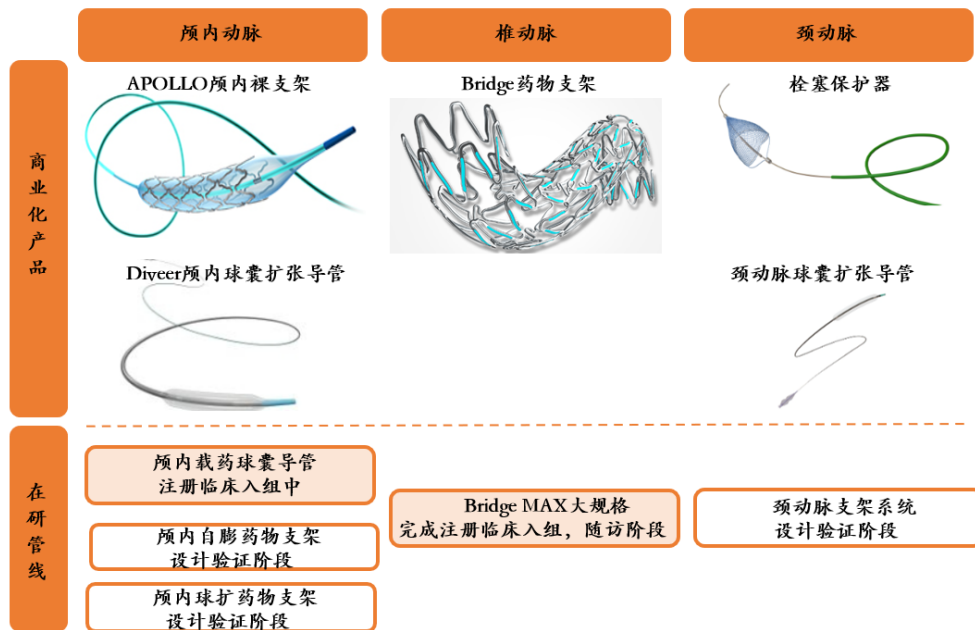 颅内动脉
椎动脉
颈动脉
商业化产品
APOLLO颅内裸支架
Bridge药物支架
栓塞保护器
Diveer颅内球囊扩张导管
颈动脉球囊扩张导管
在研管线
颅内载药球囊导管
注册临床入组中
颅内自膨药物支架
设计验证阶段
颅内球扩药物支架
设计验证阶段
Bridge MAX大规格
完成注册临床入组，随访阶段
颈动脉支架系统
设计验证阶段